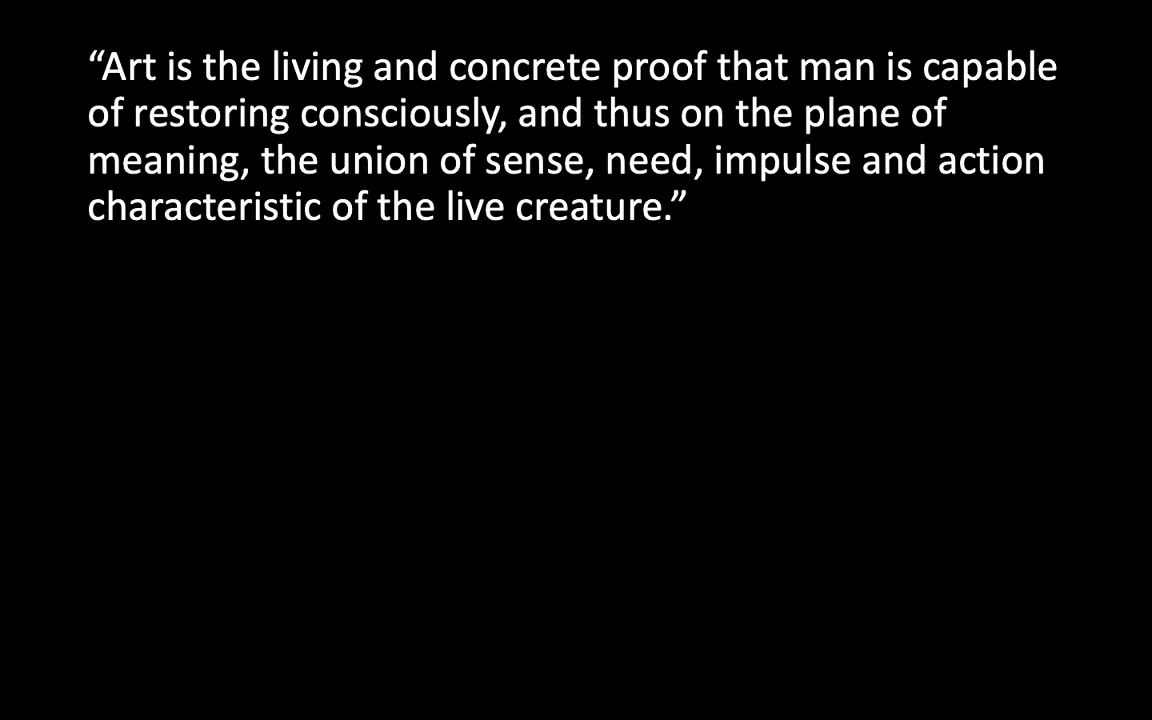 “Art is the living and concrete proof that man is capable
of restoring consciously, and thus on the plane of
meaning, the union of sense, need, impulse and action
characteristic of the live creature.”